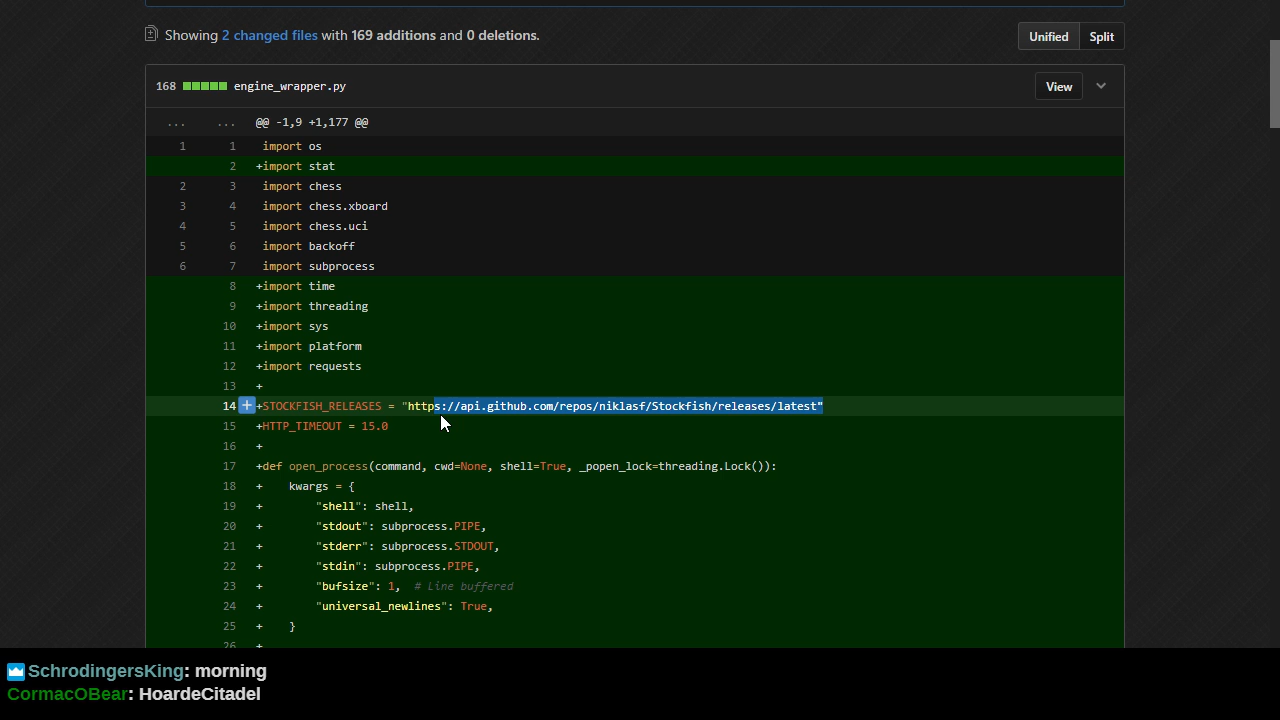 Showing 2 changed files with 169 additions and 0 deletions.
Unified Split
168 engine_wrapper.py View
... ... @@ -1,9 +1,177 @@
1 1 import os
2 +import stat
2 3 import chess
3 4 import chess.xboard
4 5 import chess.uci
5 6 import backoff
6 7 import subprocess
8 +import time
9 +import threading
10 +import sys
11 +import platform
12 +import requests
13 +
14 + +STOCKFISH_RELEASES = "https://api.github.com/repos/niklasf/Stockfish/releases/latest"
15 +HTTP_TIMEOUT = 15.0
16 +
17 +def open_process(command, cwd=None, shell=True, _popen_lock=threading.Lock()):
18 + kwargs = {
19 + "shell": shell,
20 + "stdout": subprocess.PIPE,
21 + "stderr": subprocess.STDOUT,
22 + "stdin": subprocess.PIPE,
23 + "bufsize": 1, # Line buffered
24 + "universal_newlines": True,
25 + }
26 +
SchrodingersKing: morning
CormacOBear: HoardeCitadel